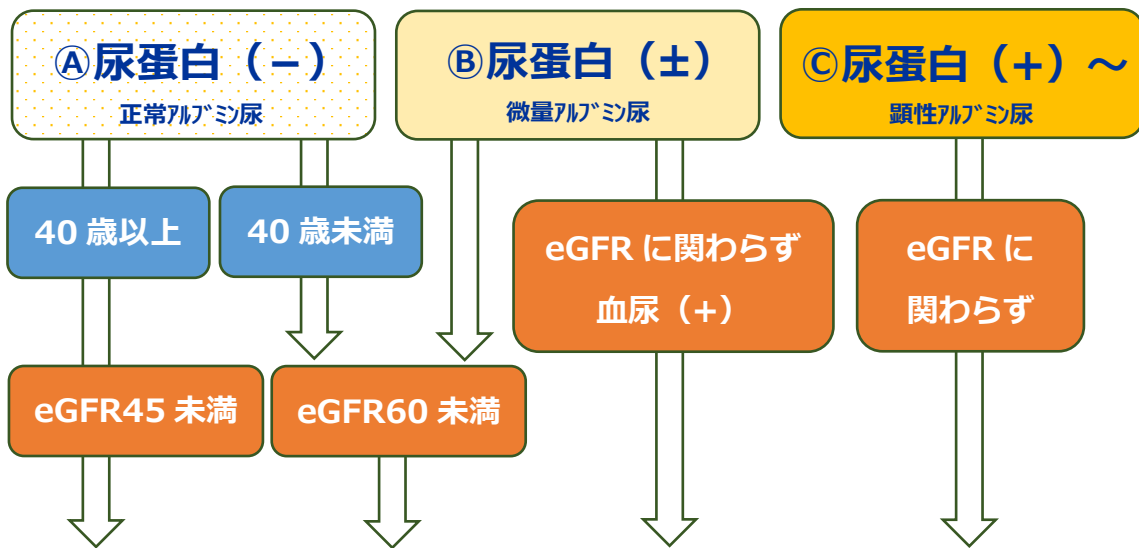 Ⓐ尿蛋白（－）
正常ｱﾙﾌﾞﾐﾝ尿
Ⓑ尿蛋白（±）
微量ｱﾙﾌﾞﾐﾝ尿
Ⓒ尿蛋白（+）～
顕性ｱﾙﾌﾞﾐﾝ尿
40 歳以上
40 歳未満
eGFR に関わらず
血尿（+）
eGFR に
関わらず
eGFR45 未満
eGFR60 未満